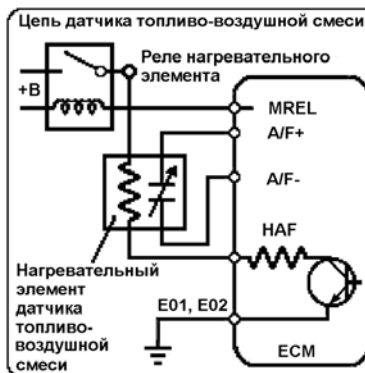 Цепь датчика топливо-воздушной смеси
Реле нагревательного
элемента
+B
MREL
A/F+
A/F-
HAF
Нагревательный
элемент
датчика
топливо-
воздушной
смеси
E01, E02
ECM